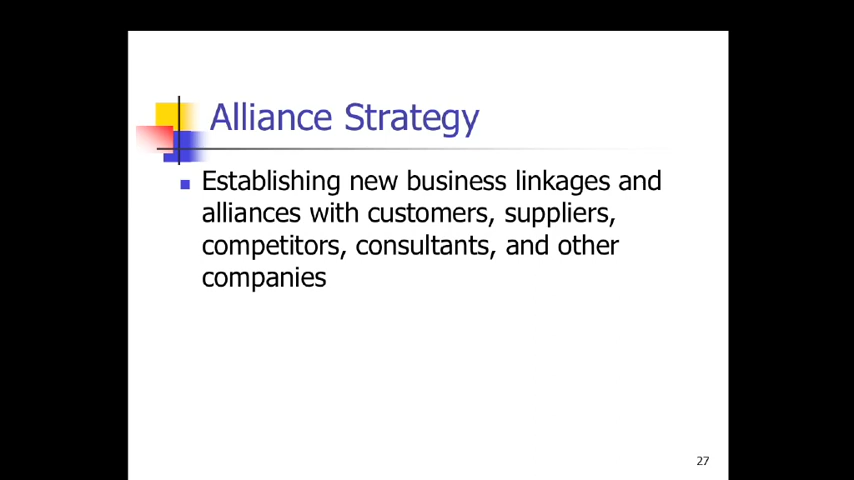 Alliance Strategy
Establishing new business linkages and
alliances with customers, suppliers,
competitors, consultants, and other
companies
27